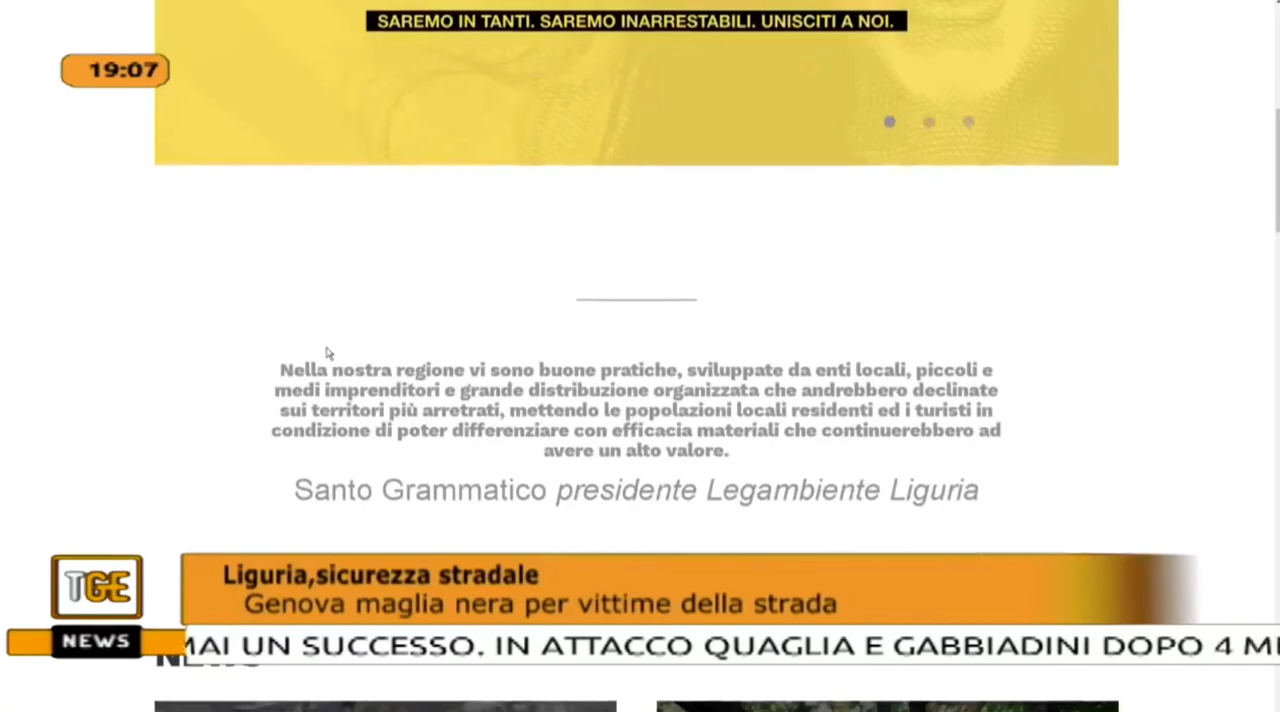 SAREMO IN TANTI. SAREMO INARRESTABILI. UNISCITI A NOI.
19:07
Nella nostra regione vi sono buone pratiche, sviluppate da enti locali, piccoli e
medi imprenditori e grande distribuzione organizzata che andrebbero declinate
sui territori più arretrati, mettendo le popolazioni locali residenti ed i turisti in
condizione di poter differenziare con efficacia materiali che continuerebbero ad
avere un alto valore.
Santo Grammatico presidente Legambiente Liguria
TGE
Liguria,sicurezza stradale
Genova maglia nera per vittime della strada
NEWS
MAI UN SUCCESSO. IN ATTACCO QUAGLIA E GABBIADINI DOPO 4